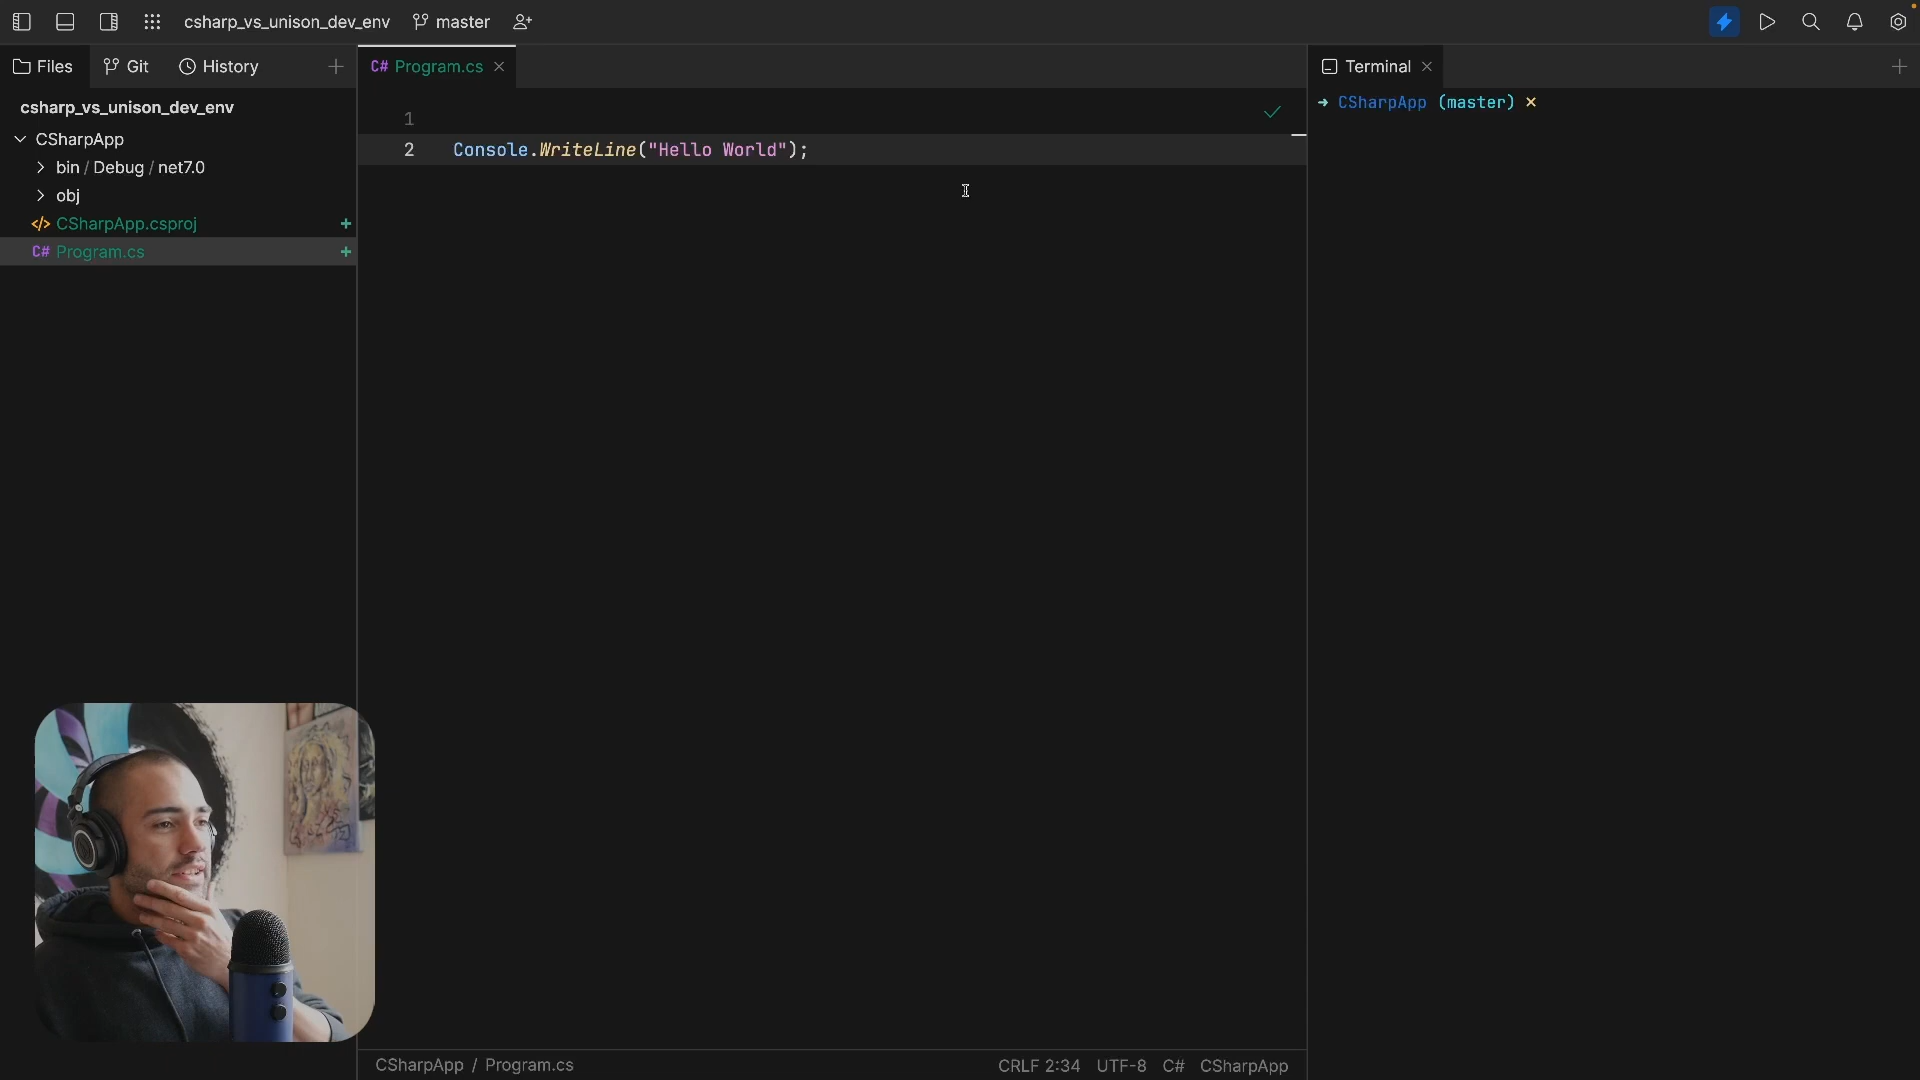 csharp_vs_unison_dev_env master
Files Git History
C# Program.cs
Terminal
csharp_vs_unison_dev_env
CSharpApp
bin / Debug / net7.0
obj
</> CSharpApp.csproj +
C# Program.cs +
1
2 Console.WriteLine("Hello World");
➜ CSharpApp (master) ×
CSharpApp / Program.cs
CRLF 2:34 UTF-8 C# CSharpApp